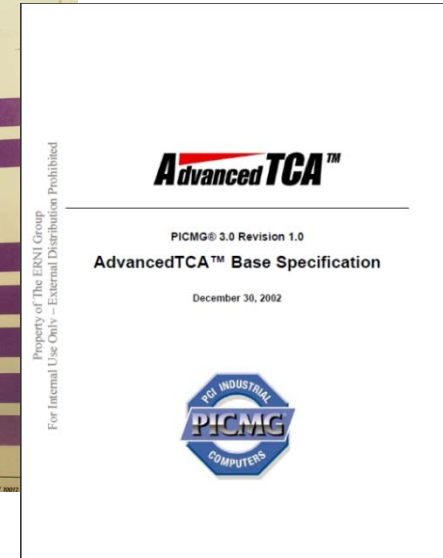 Property of The ERNI Group
For Internal Use Only – External Distribution Prohibited
AdvancedTCA™
PICMG® 3.0 Revision 1.0
AdvancedTCA™ Base Specification
December 30, 2002
PCI INDUSTRIAL
PICMG
COMPUTERS